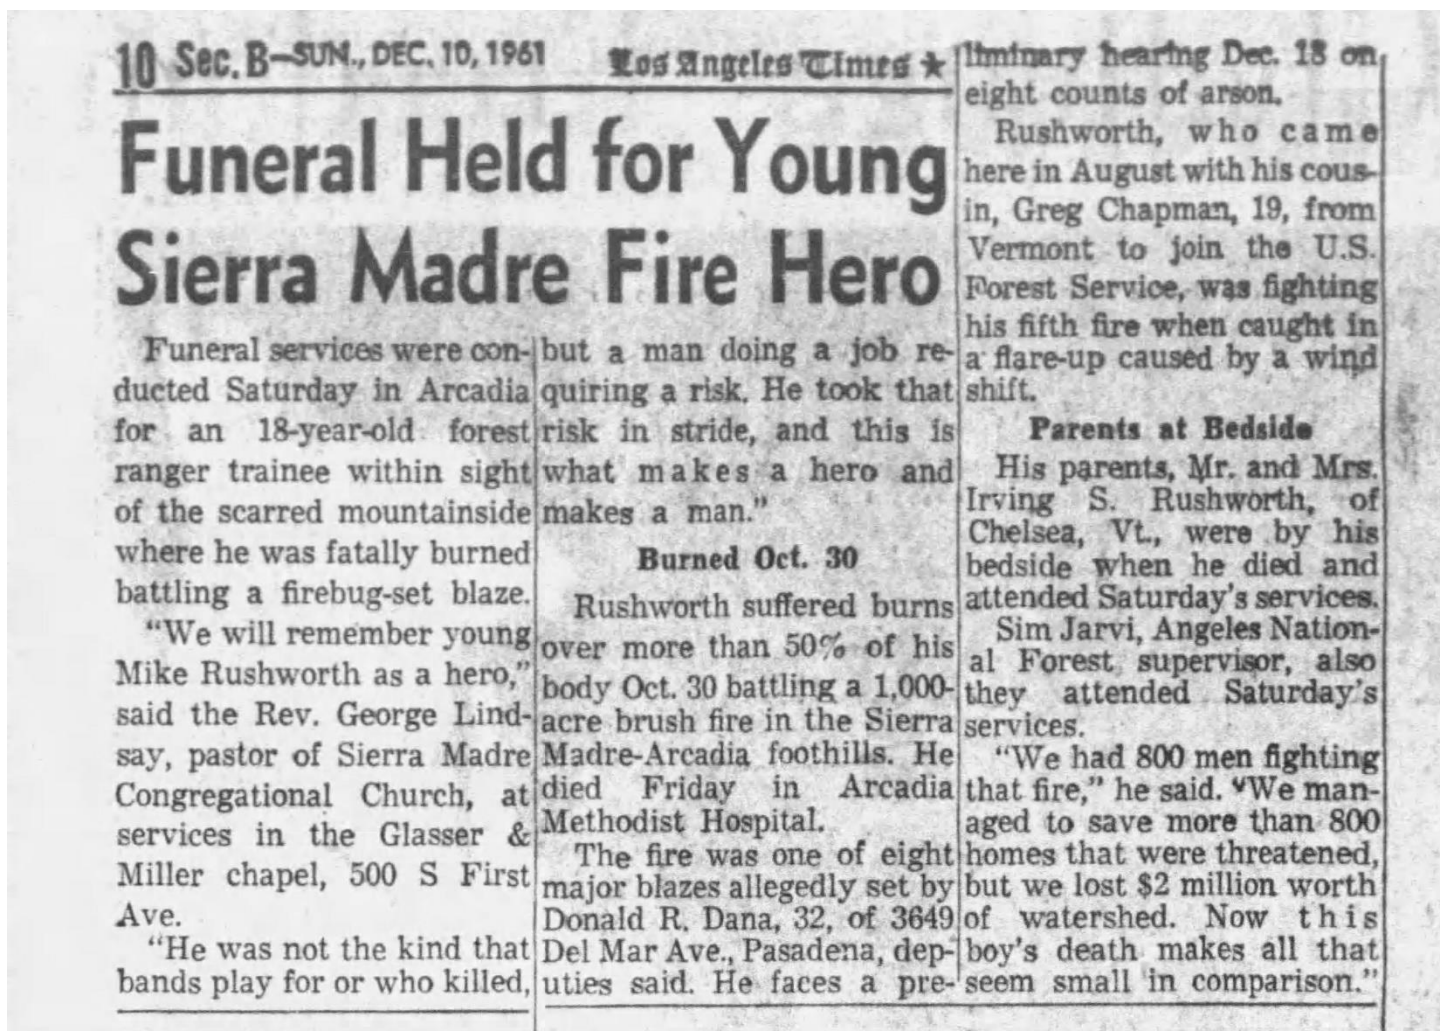 10 Sec. B—SUN., DEC. 10, 1961 Los Angeles Times ★
Funeral Held for Young
Sierra Madre Fire Hero
Funeral services were con-
ducted Saturday in Arcadia
for an 18-year-old forest
ranger trainee within sight
of the scarred mountainside
where he was fatally burned
battling a firebug-set blaze.
“We will remember young
Mike Rushworth as a hero,”
said the Rev. George Lind-
say, pastor of Sierra Madre
Congregational Church, at
services in the Glasser &
Miller chapel, 500 S First
Ave.
“He was not the kind that
bands play for or who killed,
but a man doing a job re-
quiring a risk. He took that
risk in stride, and this is
what makes a hero and
makes a man.”
Burned Oct. 30
Rushworth suffered burns
over more than 50% of his
body Oct. 30 battling a 1,000-
acre brush fire in the Sierra
Madre-Arcadia foothills. He
died Friday in Arcadia
Methodist Hospital.
The fire was one of eight
major blazes allegedly set by
Donald R. Dana, 32, of 3649
Del Mar Ave., Pasadena, dep-
uties said. He faces a pre-
liminary hearing Dec. 18 on
eight counts of arson.
Rushworth, who came
here in August with his cous-
in, Greg Chapman, 19, from
Vermont to join the U.S.
Forest Service, was fighting
his fifth fire when caught in
a flare-up caused by a wind
shift.
Parents at Bedside
His parents, Mr. and Mrs.
Irving S. Rushworth, of
Chelsea, Vt., were by his
bedside when he died and
attended Saturday’s services.
Sim Jarvi, Angeles Nation-
al Forest supervisor, also
they attended Saturday’s
services.
“We had 800 men fighting
that fire,” he said. “We man-
aged to save more than 800
homes that were threatened,
but we lost $2 million worth
of watershed. Now this
boy’s death makes all that
seem small in comparison.”